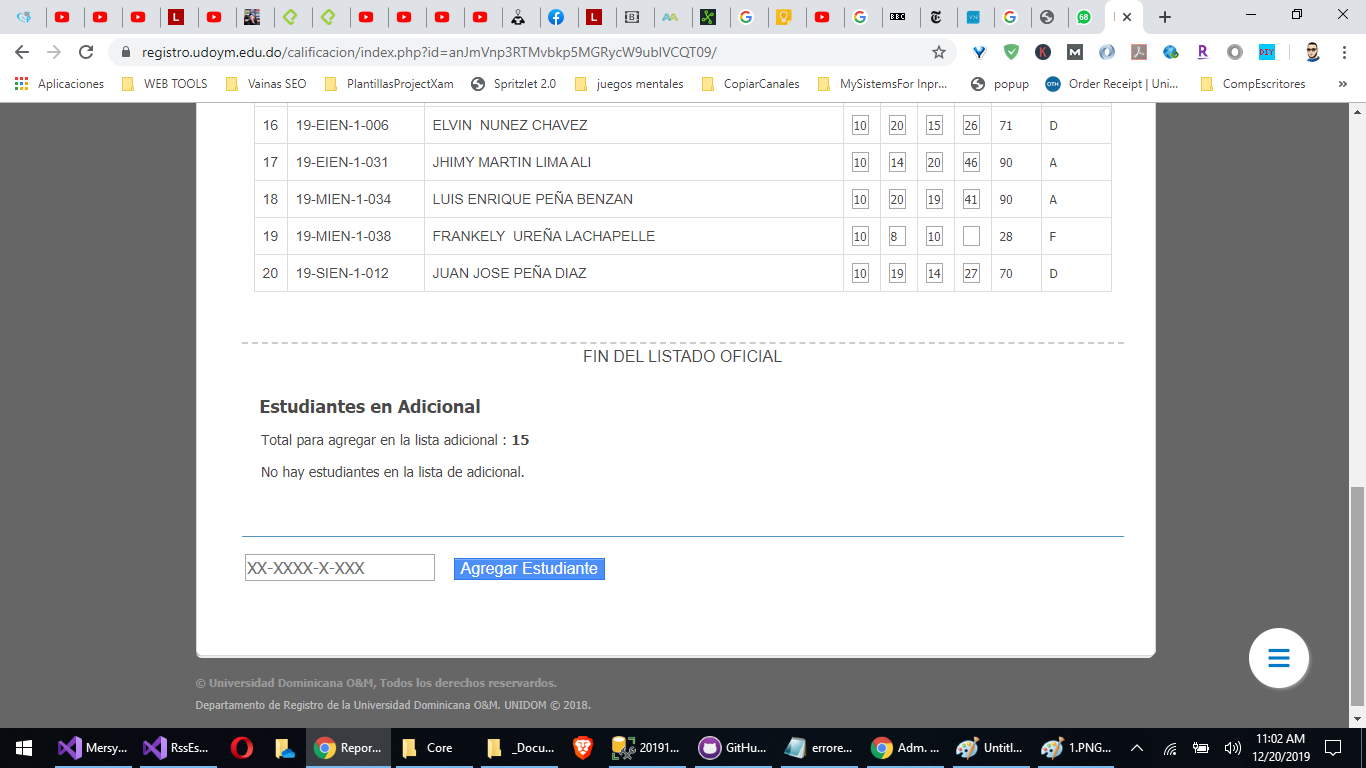 registro.udoym.edu.do/calificacion/index.php?id=anJmVnp3RTMvbkp5MGRycW9ublVCQT09/
Aplicaciones WEB TOOLS Vainas SEO PlantillasProjectXam Spritzlet 2.0 juegos mentales CopiarCanales MySistemsFor Inpr... popup Order Receipt | Uni... CompEscritores »
16 19-EIEN-1-006 ELVIN NUNEZ CHAVEZ 10 20 15 26 71 D
17 19-EIEN-1-031 JHIMY MARTIN LIMA ALI 10 14 20 46 90 A
18 19-MIEN-1-034 LUIS ENRIQUE PEÑA BENZAN 10 20 19 41 90 A
19 19-MIEN-1-038 FRANKELY UREÑA LACHAPELLE 10 8 10 28 F
20 19-SIEN-1-012 JUAN JOSE PEÑA DIAZ 10 19 14 27 70 D
FIN DEL LISTADO OFICIAL
Estudiantes en Adicional
Total para agregar en la lista adicional : 15
No hay estudiantes en la lista de adicional.
XX-XXXX-X-XXX Agregar Estudiante
© Universidad Dominicana O&M, Todos los derechos reservardos.
Departamento de Registro de la Universidad Dominicana O&M. UNIDOM © 2018.
Mersy... RssEs... Repor... Core _Docu... 20191... GitHu... errore... Adm. ... Untitl... 1.PNG...
11:02 AM
12/20/2019